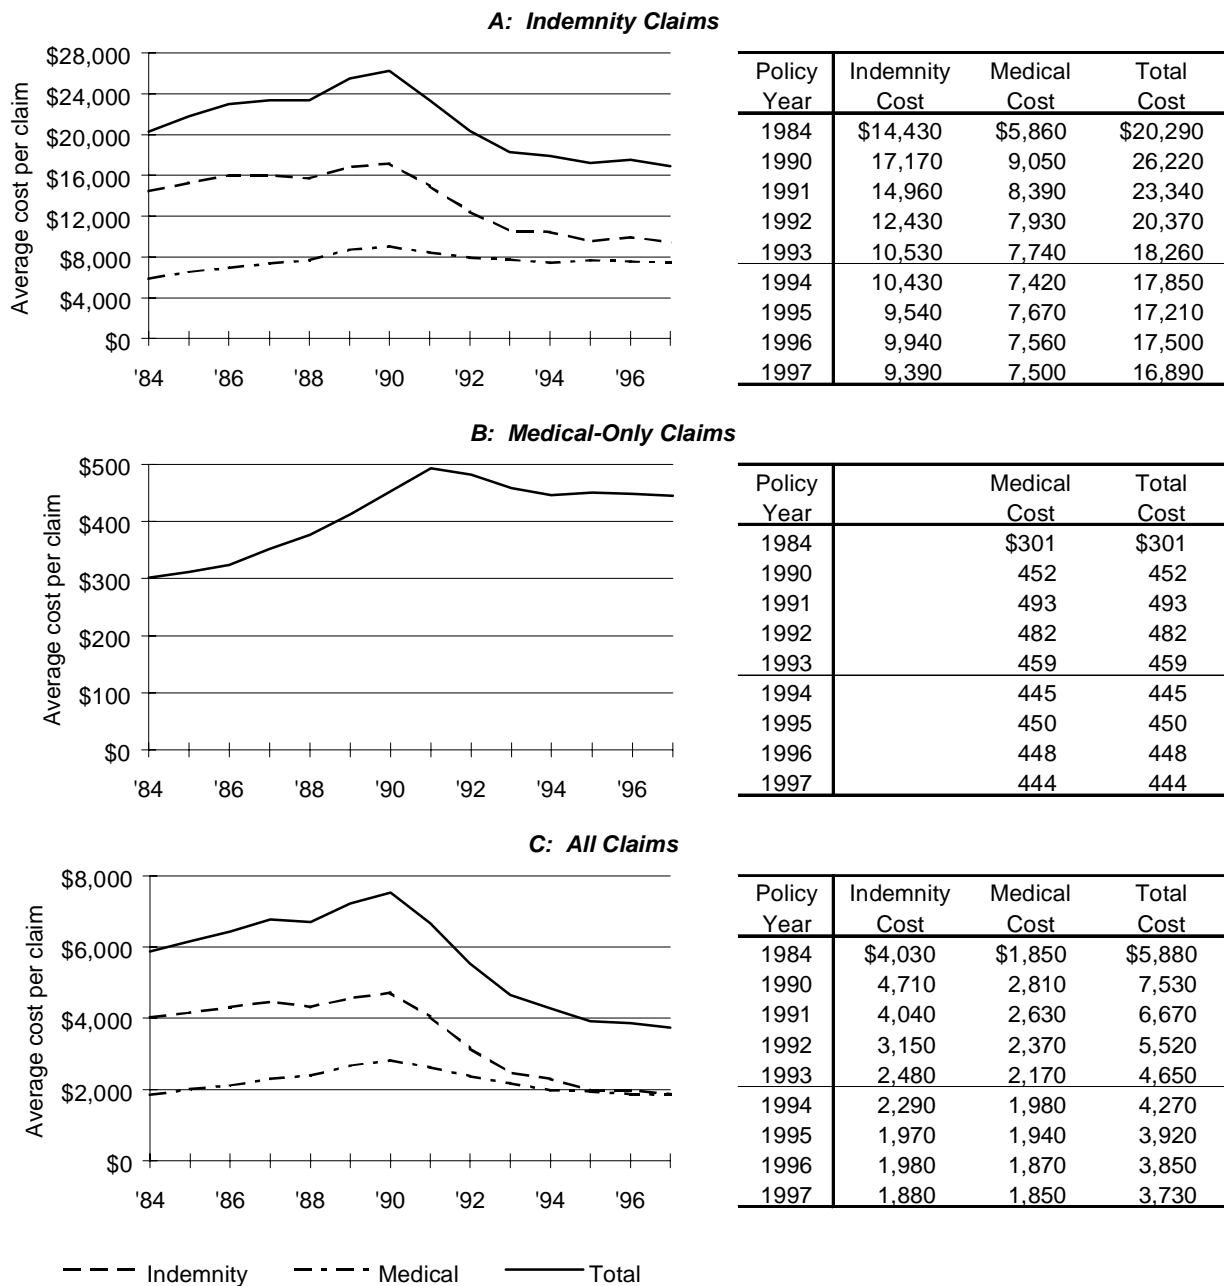 A: Indemnity Claims
Average cost per claim
$28,000
$24,000
$20,000
$16,000
$12,000
$8,000
$4,000
$0
'84 '86 '88 '90 '92 '94 '96
Policy Indemnity Medical Total
Year Cost Cost Cost
1984 $14,430 $5,860 $20,290
1990 17,170 9,050 26,220
1991 14,960 8,390 23,340
1992 12,430 7,930 20,370
1993 10,530 7,740 18,260
1994 10,430 7,420 17,850
1995 9,540 7,670 17,210
1996 9,940 7,560 17,500
1997 9,390 7,500 16,890
B: Medical-Only Claims
Average cost per claim
$500
$400
$300
$200
$100
$0
'84 '86 '88 '90 '92 '94 '96
Policy Medical Total
Year Cost Cost
1984 $301 $301
1990 452 452
1991 493 493
1992 482 482
1993 459 459
1994 445 445
1995 450 450
1996 448 448
1997 444 444
C: All Claims
Average cost per claim
$8,000
$6,000
$4,000
$2,000
$0
'84 '86 '88 '90 '92 '94 '96
Policy Indemnity Medical Total
Year Cost Cost Cost
1984 $4,030 $1,850 $5,880
1990 4,710 2,810 7,530
1991 4,040 2,630 6,670
1992 3,150 2,370 5,520
1993 2,480 2,170 4,650
1994 2,290 1,980 4,270
1995 1,970 1,940 3,920
1996 1,980 1,870 3,850
1997 1,880 1,850 3,730
Indemnity Medical Total